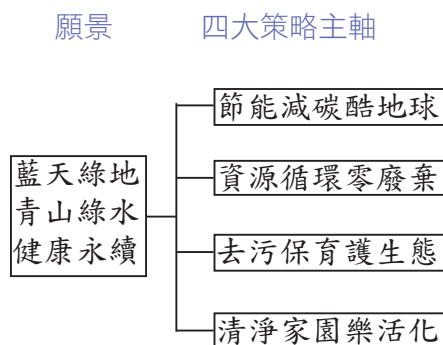 願景
四大策略主軸
節能減碳酷地球
藍天綠地
青山綠水
健康永續
資源循環零廢棄
去污保育護生態
清淨家園樂活化